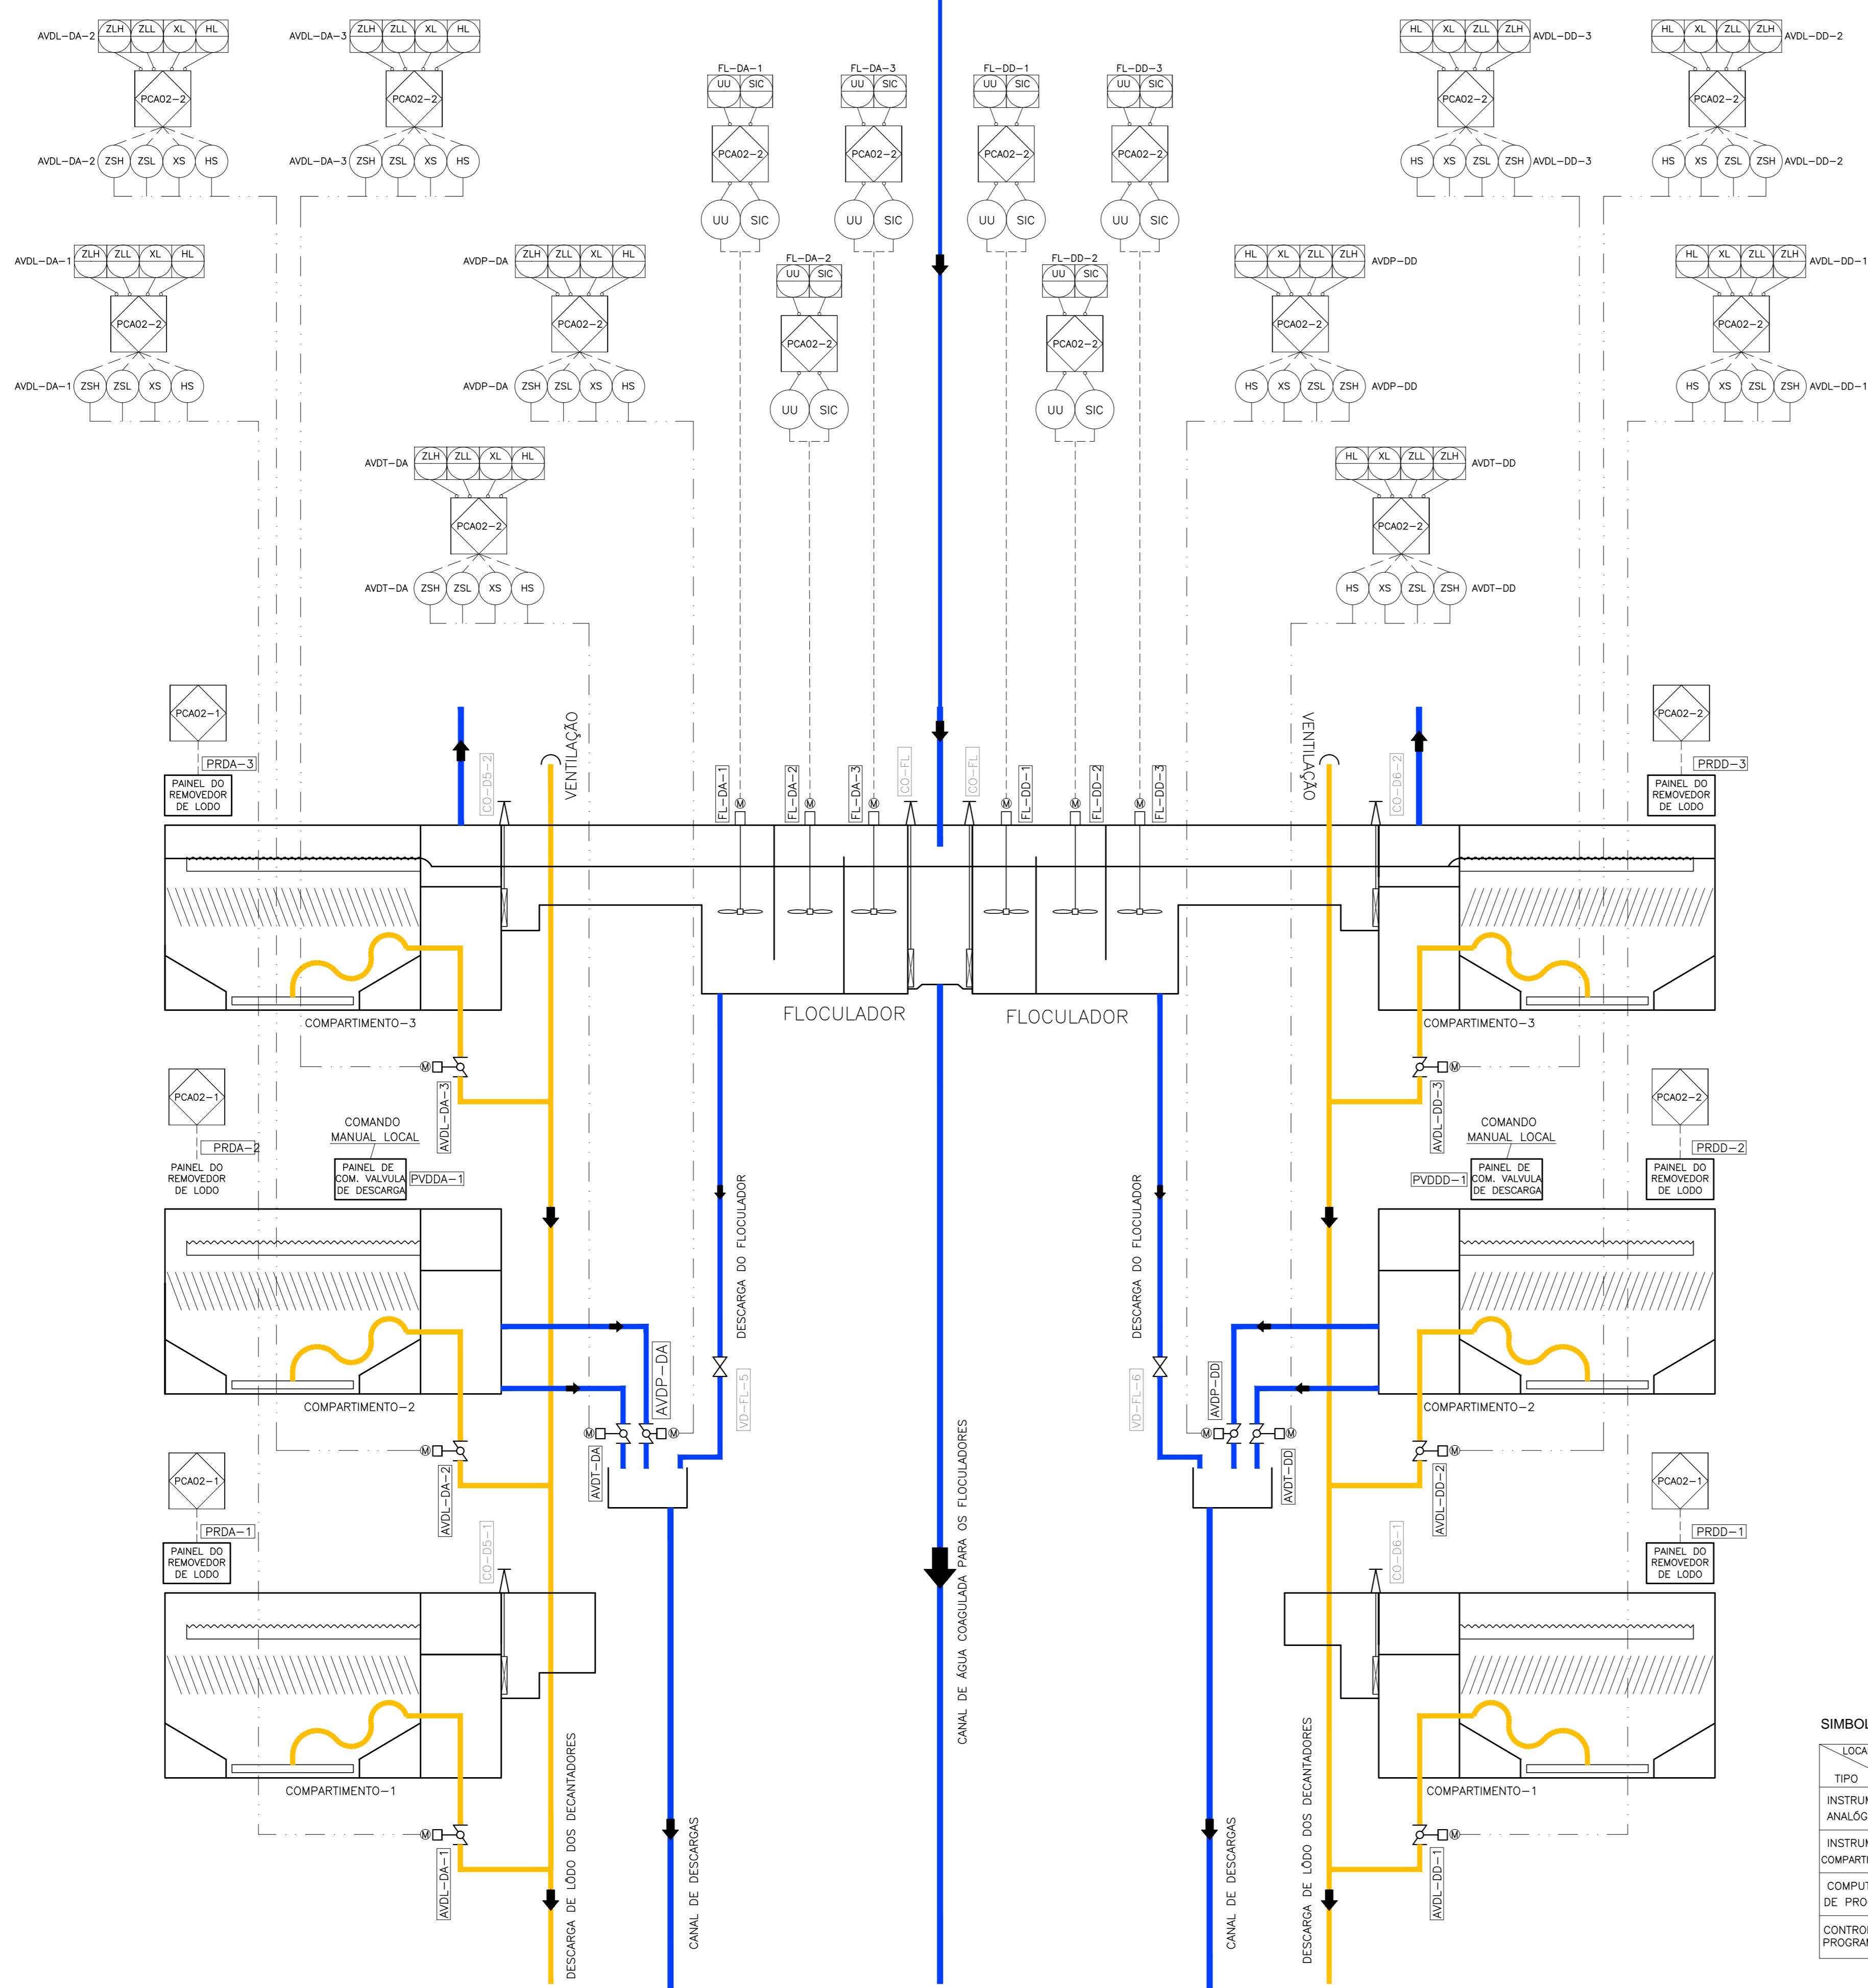 AVDL-DA-2 ZLH ZLL XL HL
PCA02-2
AVDL-DA-2 ZSH ZSL XS HS
AVDL-DA-3 ZLH ZLL XL HL
PCA02-2
AVDL-DA-3 ZSH ZSL XS HS
FL-DA-1
UU SIC
PCA02-2
UU SIC
FL-DA-3
UU SIC
PCA02-2
UU SIC
FL-DD-1
UU SIC
PCA02-2
UU SIC
FL-DD-3
UU SIC
PCA02-2
UU SIC
HL XL ZLL ZLH AVDL-DD-3
PCA02-2
HS XS ZSL ZSH AVDL-DD-3
HL XL ZLL ZLH AVDL-DD-2
PCA02-2
HS XS ZSL ZSH AVDL-DD-2
AVDL-DA-1 ZLH ZLL XL HL
PCA02-2
AVDL-DA-1 ZSH ZSL XS HS
AVDP-DA ZLH ZLL XL HL
PCA02-2
AVDP-DA ZSH ZSL XS HS
FL-DA-2
UU SIC
PCA02-2
UU SIC
FL-DD-2
UU SIC
PCA02-2
UU SIC
HL XL ZLL ZLH AVDP-DD
PCA02-2
HS XS ZSL ZSH AVDP-DD
HL XL ZLL ZLH AVDL-DD-1
PCA02-2
HS XS ZSL ZSH AVDL-DD-1
AVDT-DA ZLH ZLL XL HL
PCA02-2
AVDT-DA ZSH ZSL XS HS
HL XL ZLL ZLH AVDT-DD
PCA02-2
HS XS ZSL ZSH AVDT-DD
PCA02-1
PRDA-3
PAINEL DO
REMOVEDOR
DE LODO
CO-D5-2
VENTILAÇÃO
FL-DA-1
M
FL-DA-2
M
FL-DA-3
M
CO-FL
CO-FL
FL-DD-1
M
FL-DD-2
M
FL-DD-3
M
VENTILAÇÃO
CO-D6-2
PCA02-2
PRDD-3
PAINEL DO
REMOVEDOR
DE LODO
COMPARTIMENTO-3
FLOCULADOR
FLOCULADOR
COMPARTIMENTO-3
M
AVDL-DA-3
M
AVDL-DD-3
PCA02-1
PRDA-2
PAINEL DO
REMOVEDOR
DE LODO
COMANDO
MANUAL LOCAL
PAINEL DE
COM. VALVULA
DE DESCARGA
PVDDA-1
DESCARGA DO FLOCULADOR
DESCARGA DO FLOCULADOR
COMANDO
MANUAL LOCAL
PVDDD-1
PAINEL DE
COM. VALVULA
DE DESCARGA
PCA02-2
PRDD-2
PAINEL DO
REMOVEDOR
DE LODO
COMPARTIMENTO-2
AVDP-DA
VD-FL-5
VD-FL-6
AVDP-DD
COMPARTIMENTO-2
M
AVDL-DA-2
M
M
AVDT-DA
M
M
AVDT-DD
M
AVDL-DD-2
CANAL DE ÁGUA COAGULADA PARA OS FLOCULADORES
PCA02-1
PRDA-1
PAINEL DO
REMOVEDOR
DE LODO
CO-D5-1
CO-D6-1
PCA02-1
PRDD-1
PAINEL DO
REMOVEDOR
DE LODO
COMPARTIMENTO-1
COMPARTIMENTO-1
M
AVDL-DA-1
DESCARGA DE LÔDO DOS DECANTADORES
CANAL DE DESCARGAS
CANAL DE DESCARGAS
DESCARGA DE LÔDO DOS DECANTADORES
M
AVDL-DD-1
SIMBOL
LOCA
TIPO
INSTRUM
ANALÓG
INSTRUM
COMPARTI
COMPUT
DE PRO
CONTRO
PROGRAM